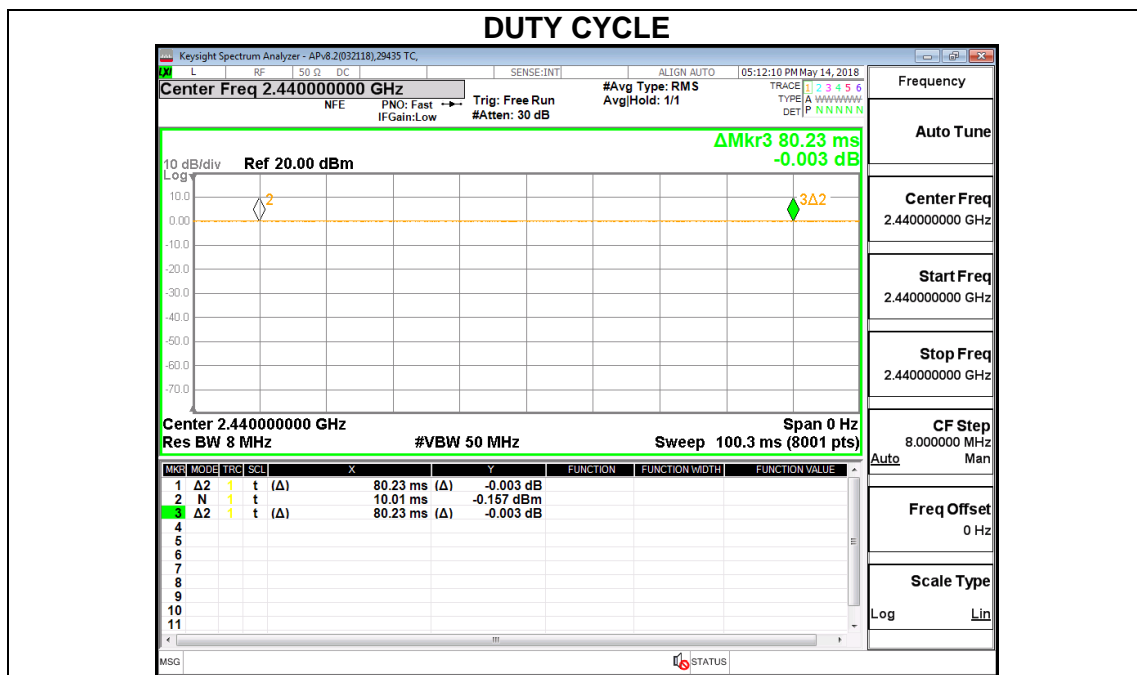 DUTY CYCLE
Keysight Spectrum Analyzer - APv8.2(032118),29435 TC,
LXI L RF 50 Ω DC SENSE:INT ALIGN AUTO 05:12:10 PM May 14, 2018
Center Freq 2.440000000 GHz
NFE PNO: Fast IFGain:Low
Trig: Free Run #Atten: 30 dB
#Avg Type: RMS Avg|Hold: 1/1
TRACE 1 2 3 4 5 6
TYPE A WWWWW
DET P N N N N N
ΔMkr3 80.23 ms
-0.003 dB
10 dB/div Ref 20.00 dBm
Log
10.0
0.00
-10.0
-20.0
-30.0
-40.0
-50.0
-60.0
-70.0
2
3Δ2
Center 2.440000000 GHz Span 0 Hz
Res BW 8 MHz #VBW 50 MHz Sweep 100.3 ms (8001 pts)
MKR MODE TRC SCL X Y FUNCTION FUNCTION WIDTH FUNCTION VALUE
1 Δ2 1 t (Δ) 80.23 ms (Δ) -0.003 dB
2 N 1 t 10.01 ms -0.157 dBm
3 Δ2 1 t (Δ) 80.23 ms (Δ) -0.003 dB
4
5
6
7
8
9
10
11
MSG STATUS
Frequency
Auto Tune
Center Freq
2.440000000 GHz
Start Freq
2.440000000 GHz
Stop Freq
2.440000000 GHz
CF Step
8.000000 MHz
Auto Man
Freq Offset
0 Hz
Scale Type
Log Lin